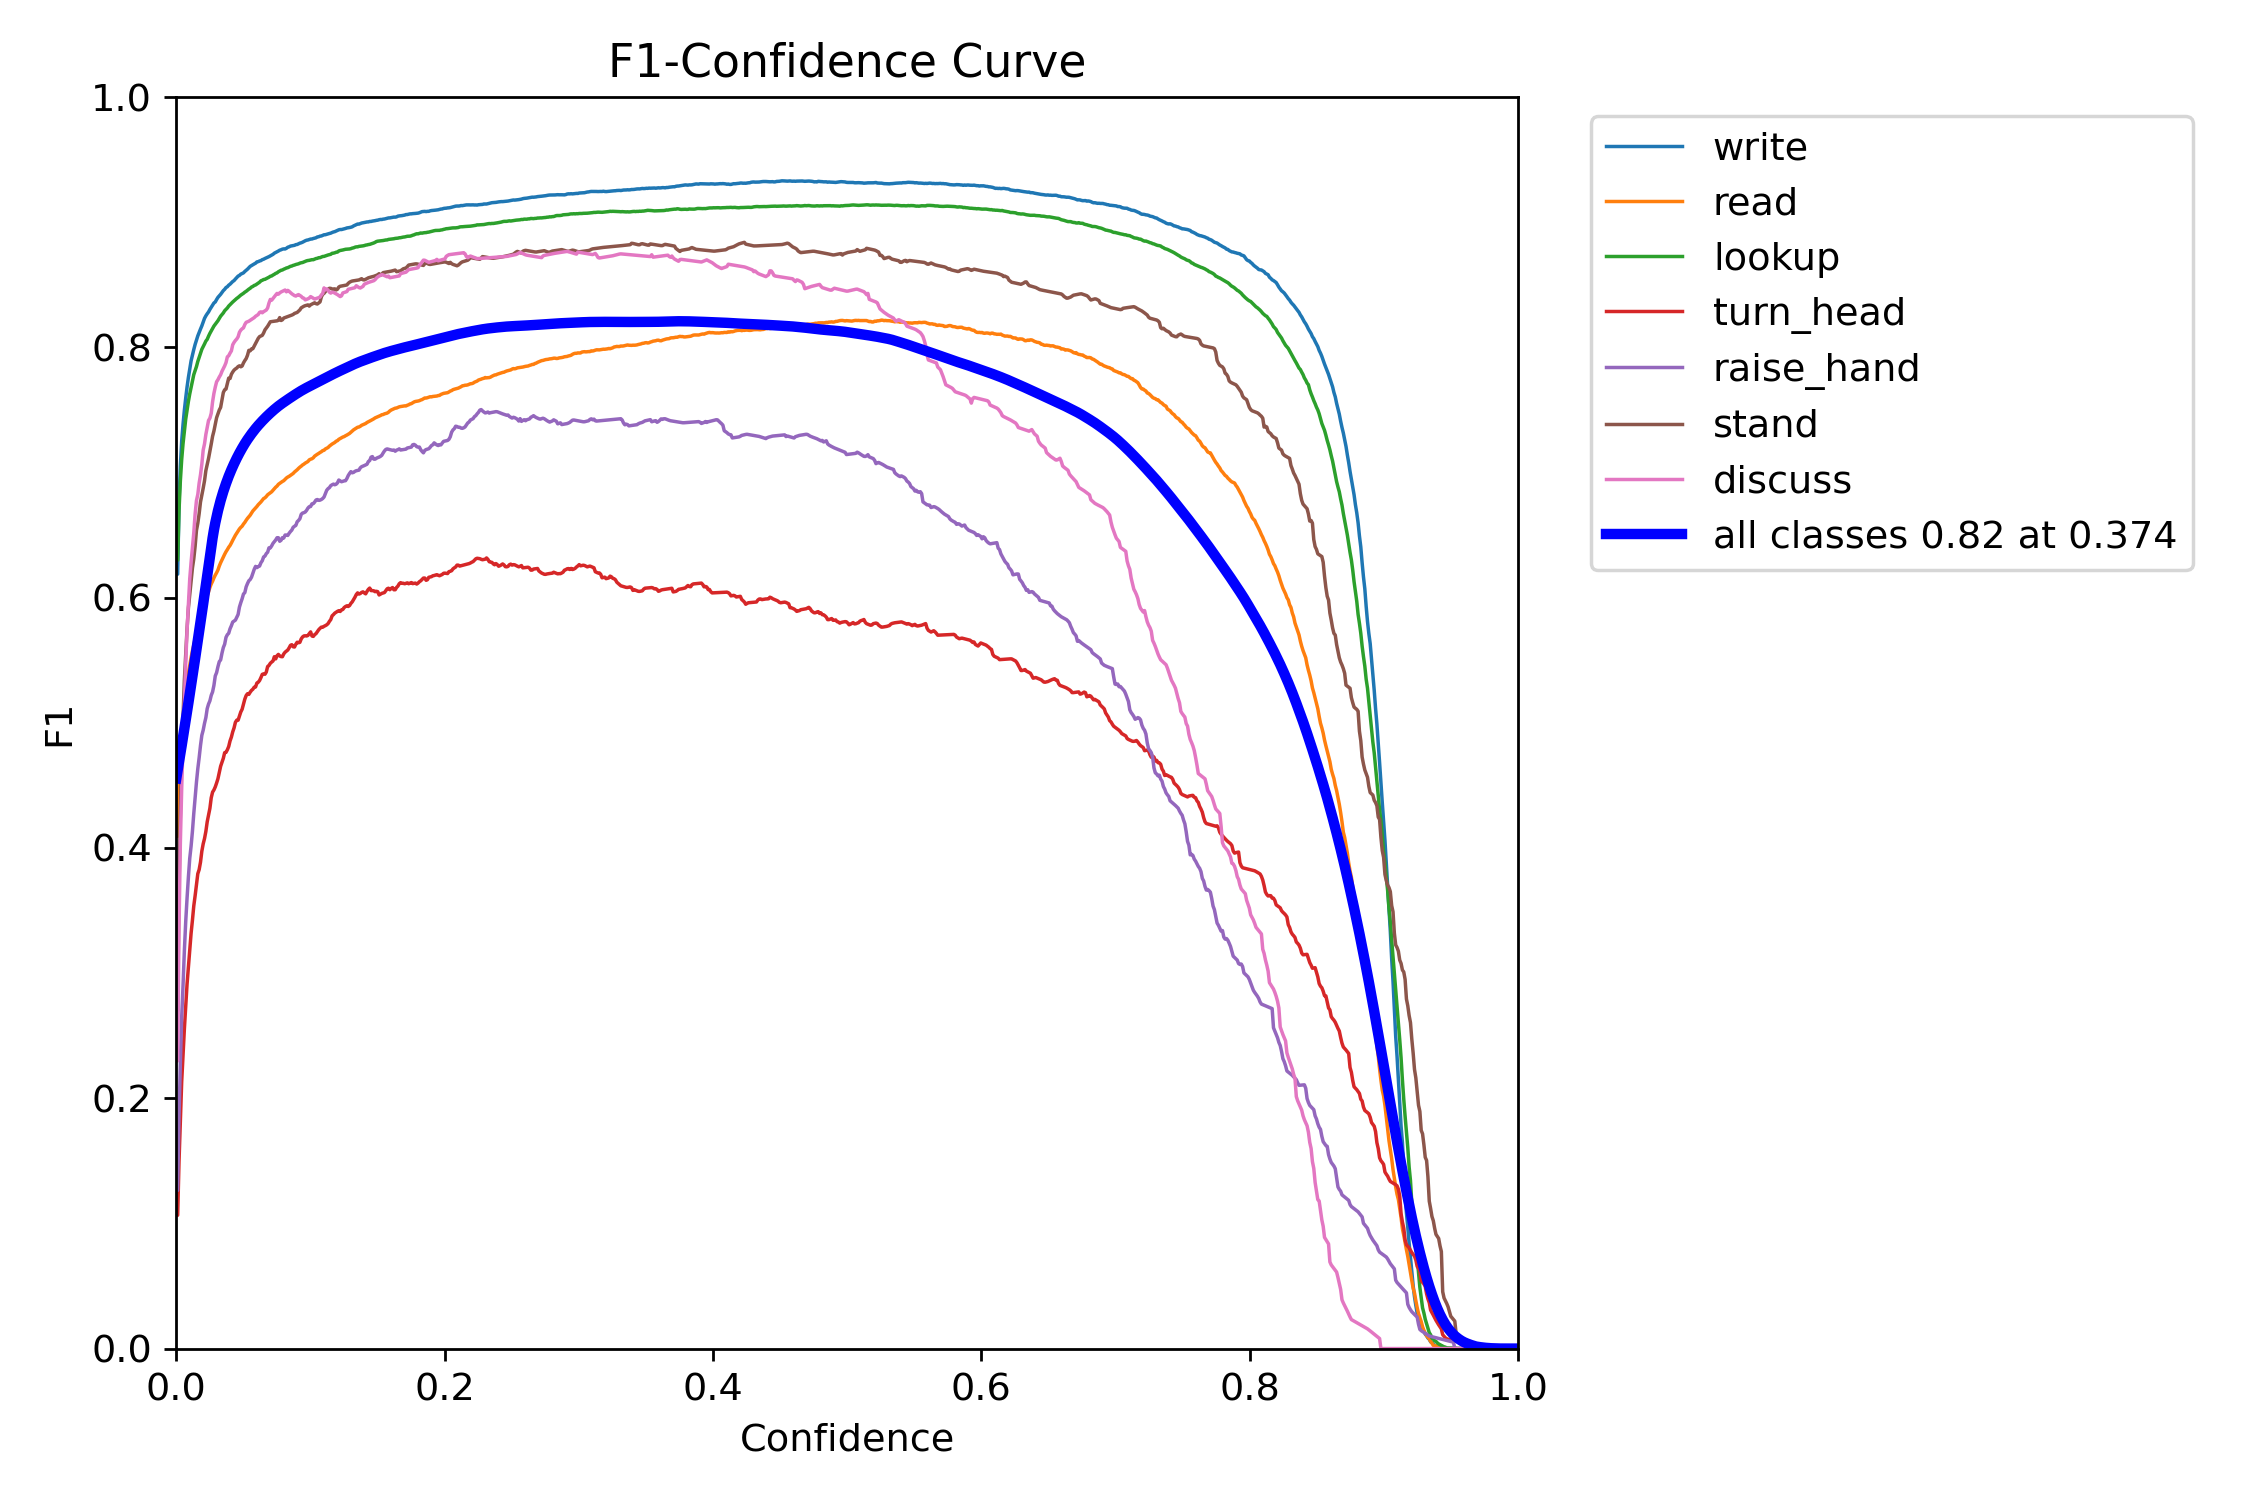 F1-Confidence Curve
1.0
0.8
0.6
0.4
0.2
0.0
F1
0.0 0.2 0.4 0.6 0.8 1.0
Confidence
write
read
lookup
turn_head
raise_hand
stand
discuss
all classes 0.82 at 0.374